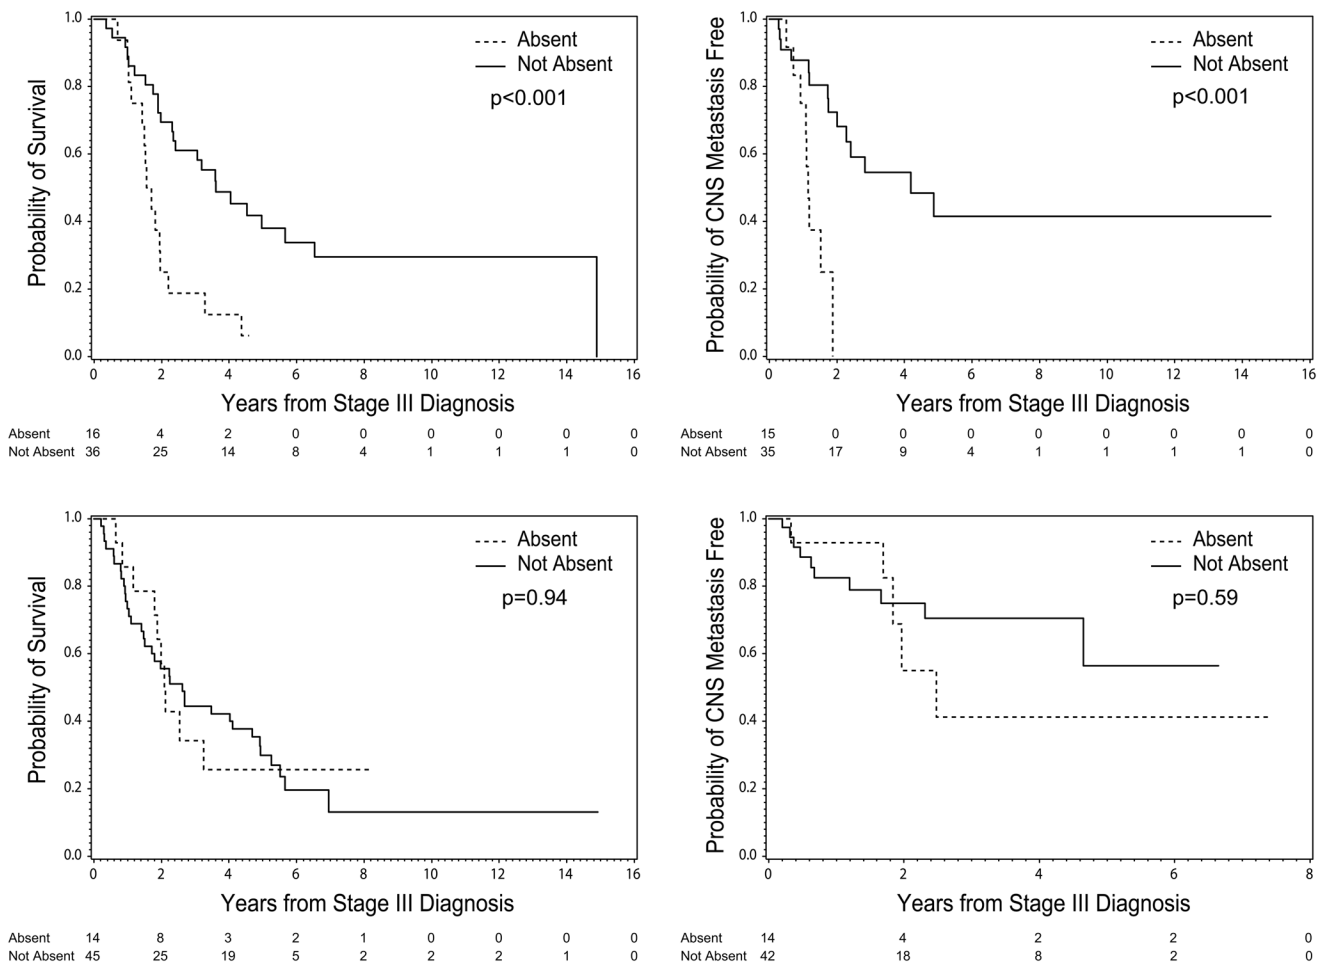 Probability of Survival
1.0
0.8
0.6
0.4
0.2
0.0
Absent
Not Absent
p<0.001
0 2 4 6 8 10 12 14 16
Years from Stage III Diagnosis
Absent 16 4 2 0 0 0 0 0 0
Not Absent 36 25 14 8 4 1 1 1 0
Probability of CNS Metastasis Free
1.0
0.8
0.6
0.4
0.2
0.0
Absent
Not Absent
p<0.001
0 2 4 6 8 10 12 14 16
Years from Stage III Diagnosis
Absent 15 0 0 0 0 0 0 0 0
Not Absent 35 17 9 4 1 1 1 1 0
Probability of Survival
1.0
0.8
0.6
0.4
0.2
0.0
Absent
Not Absent
p=0.94
0 2 4 6 8 10 12 14 16
Years from Stage III Diagnosis
Absent 14 8 3 2 1 0 0 0 0
Not Absent 45 25 19 5 2 2 2 1 0
Probability of CNS Metastasis Free
1.0
0.8
0.6
0.4
0.2
0.0
Absent
Not Absent
p=0.59
0 2 4 6 8
Years from Stage III Diagnosis
Absent 14 4 2 2 0
Not Absent 42 18 8 2 0